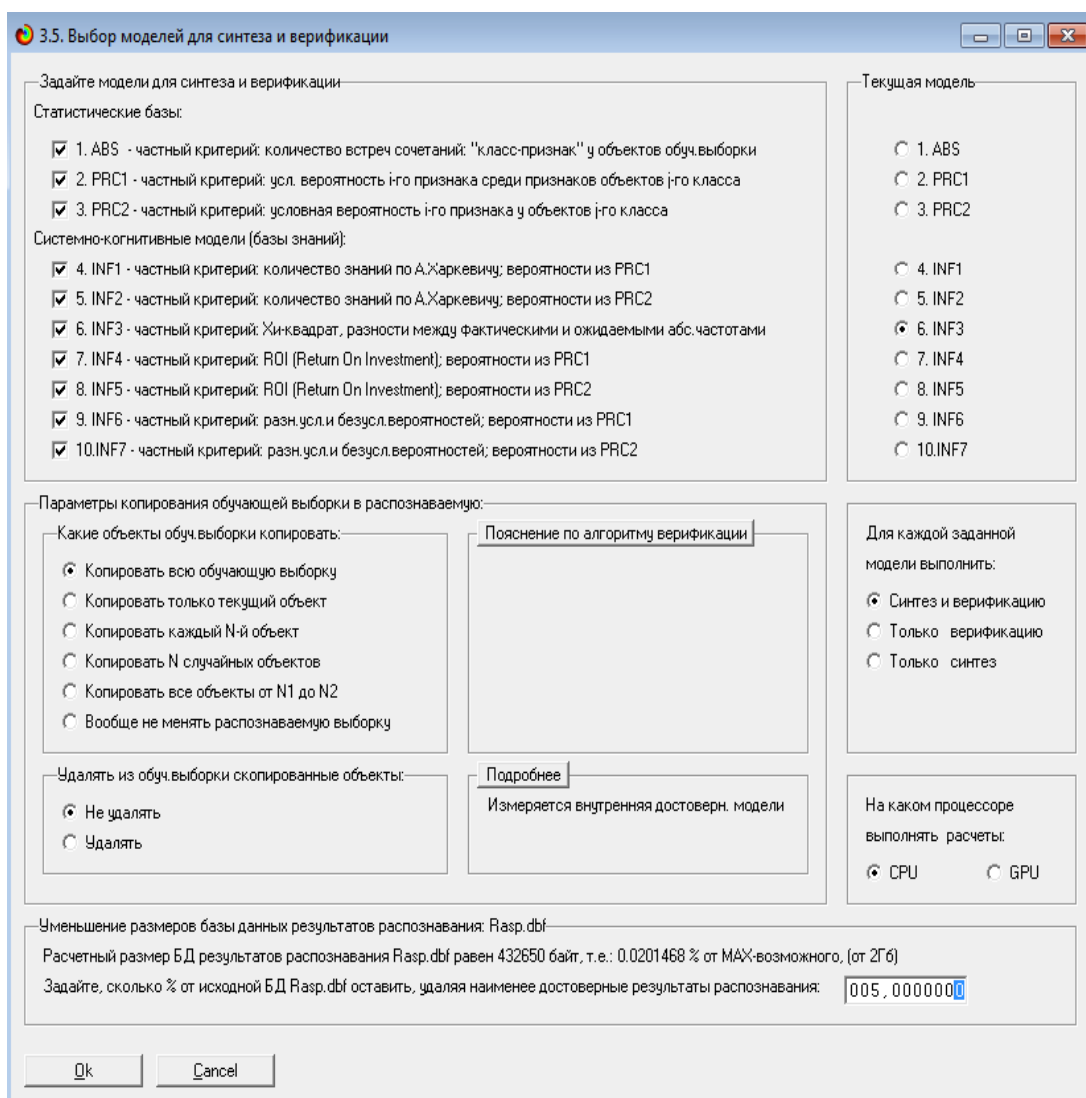 3.5. Выбор моделей для синтеза и верификации
Задайте модели для синтеза и верификации
Статистические базы:
1. ABS - частный критерий: количество встреч сочетаний: "класс-признак" у объектов обуч.выборки
2. PRC1 - частный критерий: усл. вероятность i-го признака среди признаков объектов j-го класса
3. PRC2 - частный критерий: условная вероятность i-го признака у объектов j-го класса
Системно-когнитивные модели (базы знаний):
4. INF1 - частный критерий: количество знаний по А.Харкевичу; вероятности из PRC1
5. INF2 - частный критерий: количество знаний по А.Харкевичу; вероятности из PRC2
6. INF3 - частный критерий: Хи-квадрат, разности между фактическими и ожидаемыми абс.частотами
7. INF4 - частный критерий: ROI (Return On Investment); вероятности из PRC1
8. INF5 - частный критерий: ROI (Return On Investment); вероятности из PRC2
9. INF6 - частный критерий: разн.усл.и безусл.вероятностей; вероятности из PRC1
10.INF7 - частный критерий: разн.усл.и безусл.вероятностей; вероятности из PRC2
Текущая модель
1. ABS
2. PRC1
3. PRC2
4. INF1
5. INF2
6. INF3
7. INF4
8. INF5
9. INF6
10.INF7
Параметры копирования обучающей выборки в распознаваемую:
Какие объекты обуч.выборки копировать:
Копировать всю обучающую выборку
Копировать только текущий объект
Копировать каждый N-й объект
Копировать N случайных объектов
Копировать все объекты от N1 до N2
Вообще не менять распознаваемую выборку
Пояснение по алгоритму верификации
Для каждой заданной
модели выполнить:
Синтез и верификацию
Только верификацию
Только синтез
Удалять из обуч.выборки скопированные объекты:
Не удалять
Удалять
Подробнее
Измеряется внутренняя достоверн. модели
На каком процессоре
выполнять расчеты:
CPU
GPU
Уменьшение размеров базы данных результатов распознавания: Rasp.dbf
Расчетный размер БД результатов распознавания Rasp.dbf равен 432650 байт, т.е.: 0.0201468 % от MAX-возможного, (от 2Гб)
Задайте, сколько % от исходной БД Rasp.dbf оставить, удаляя наименее достоверные результаты распознавания:
005,0000000
Ok
Cancel